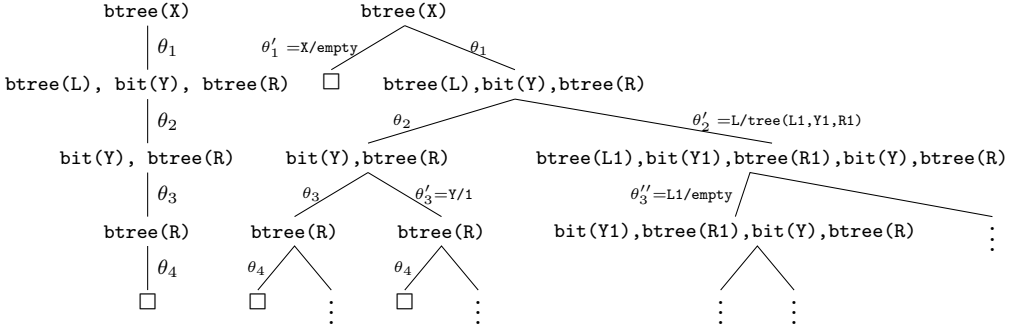 btree(X) btree(X)
θ₁ θ′₁ =X/empty θ₁
btree(L), bit(Y), btree(R) □ btree(L),bit(Y),btree(R)
θ₂ θ₂ θ′₂ =L/tree(L1,Y1,R1)
bit(Y), btree(R) bit(Y),btree(R) btree(L1),bit(Y1),btree(R1),bit(Y),btree(R)
θ₃ θ₃ θ′₃=Y/1 θ″₃=L1/empty
btree(R) btree(R) btree(R) bit(Y1),btree(R1),bit(Y),btree(R) ⋮
θ₄ θ₄ θ₄
□ □ ⋮ □ ⋮ ⋮ ⋮